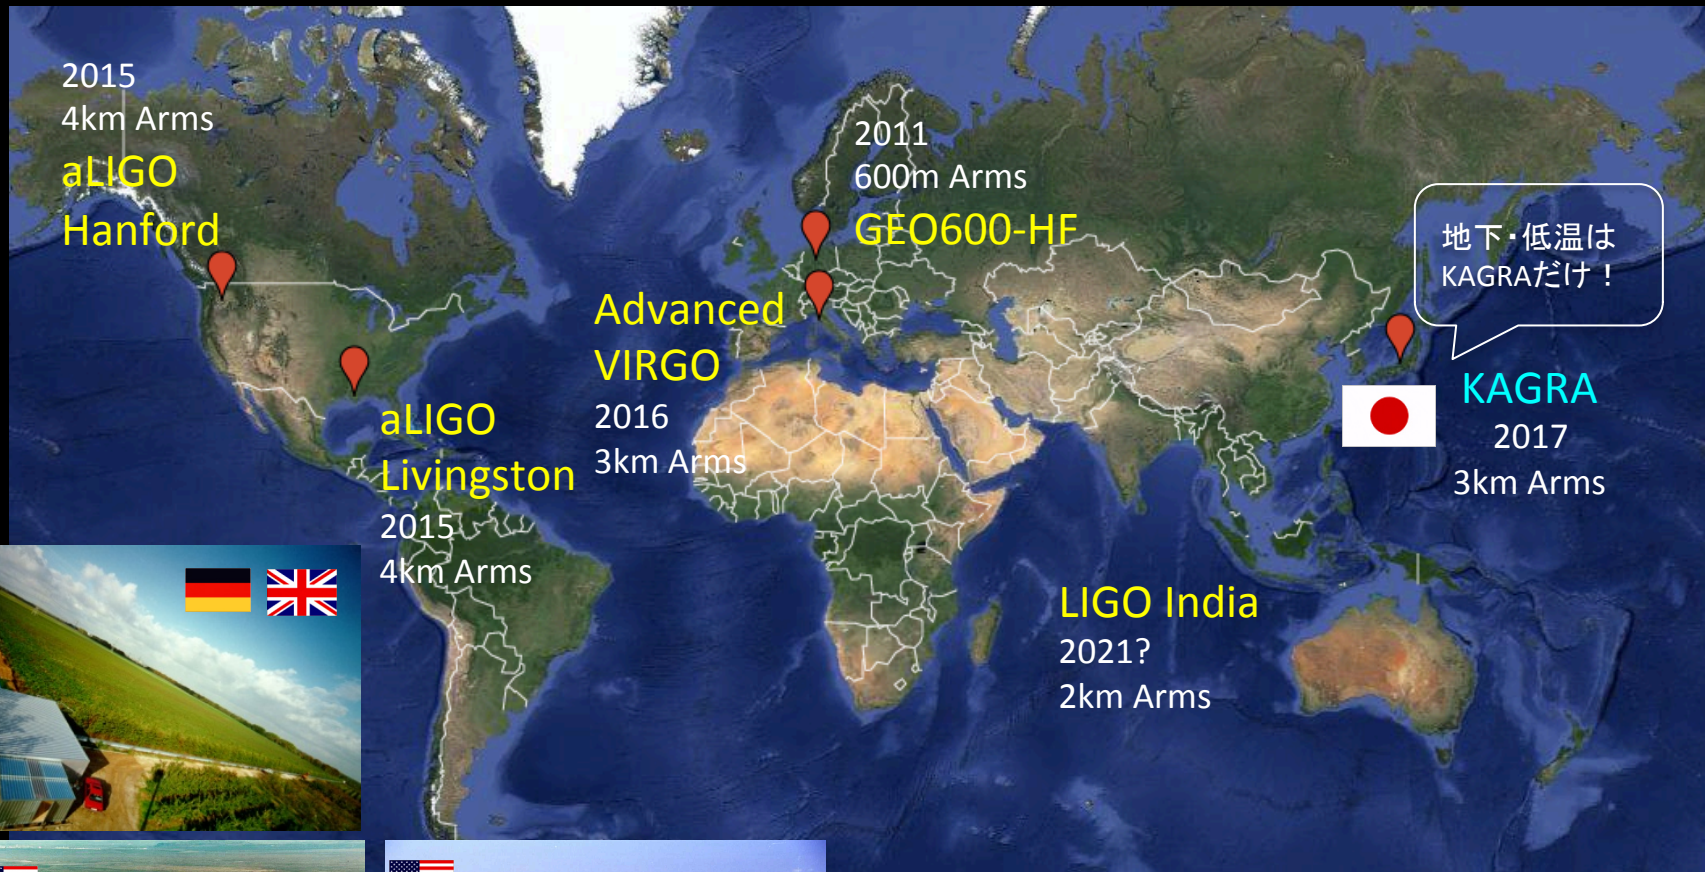 2015
4km Arms
aLIGO
Hanford
2011
600m Arms
GEO600-HF
地下・低温は
KAGRAだけ！
Advanced
VIRGO
2016
3km Arms
KAGRA
2017
3km Arms
aLIGO
Livingston
2015
4km Arms
LIGO India
2021?
2km Arms